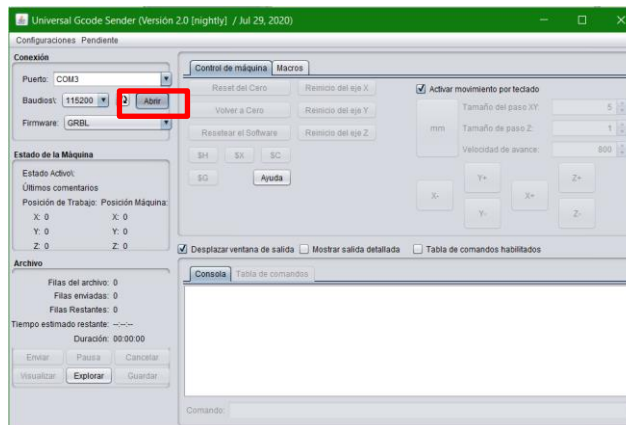 Universal Gcode Sender (Versión 2.0 [nightly] / Jul 29, 2020)
Configuraciones Pendiente
Conexión
Puerto: COM3
Baudios\: 115200 Abrir
Firmware: GRBL
Estado de la Máquina
Estado Activo\:
Últimos comentarios
Posición de Trabajo: Posición Máquina:
X: 0 X: 0
Y: 0 Y: 0
Z: 0 Z: 0
Archivo
Filas del archivo: 0
Filas enviadas: 0
Filas Restantes: 0
Tiempo estimado restante: --:--:--
Duración: 00:00:00
Enviar Pausa Cancelar
Visualizar Explorar Guardar
Control de máquina Macros
Reset del Cero Reinicio del eje X
Volver a Cero Reinicio del eje Y
Resetear el Software Reinicio del eje Z
$H $X $C
$G Ayuda
Activar movimiento por teclado
mm
Tamaño del paso XY: 5
Tamaño de paso Z: 1
Velocidad de avance: 800
Y+ Z+
X- X+
Y- Z-
Desplazar ventana de salida Mostrar salida detallada Tabla de comandos habilitados
Consola Tabla de comandos
Comando: